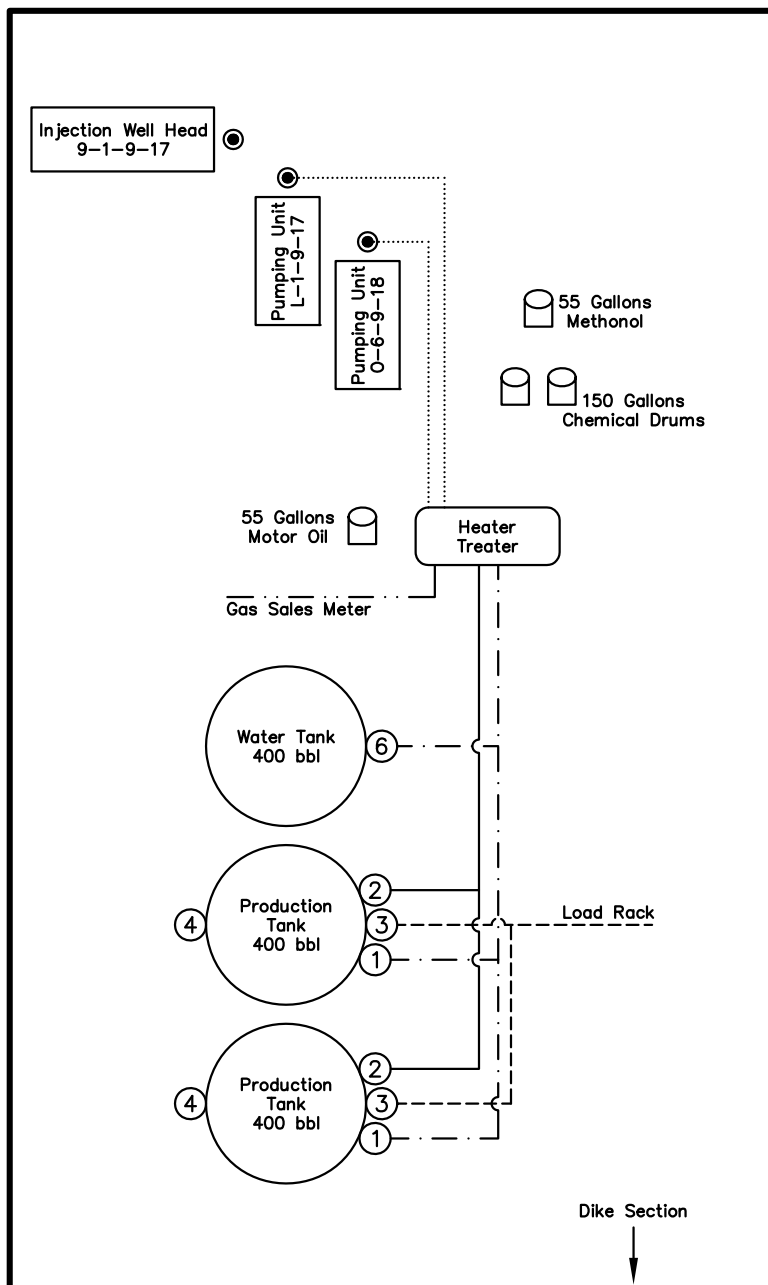 Injection Well Head
9-1-9-17
Pumping Unit
L-1-9-17
Pumping Unit
O-6-9-18
55 Gallons
Methonol
150 Gallons
Chemical Drums
55 Gallons
Motor Oil
Heater
Treater
Gas Sales Meter
Water Tank
400 bbl
6
Production
Tank
400 bbl
4
2
3
1
Load Rack
Production
Tank
400 bbl
4
2
3
1
Dike Section